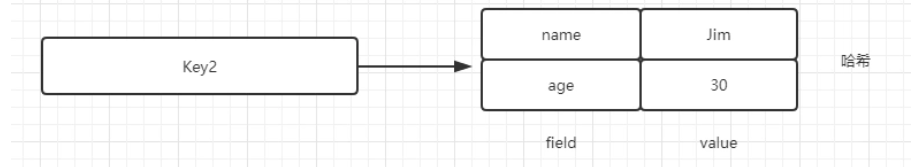 name Jim
Key2 哈希
age 30
field value